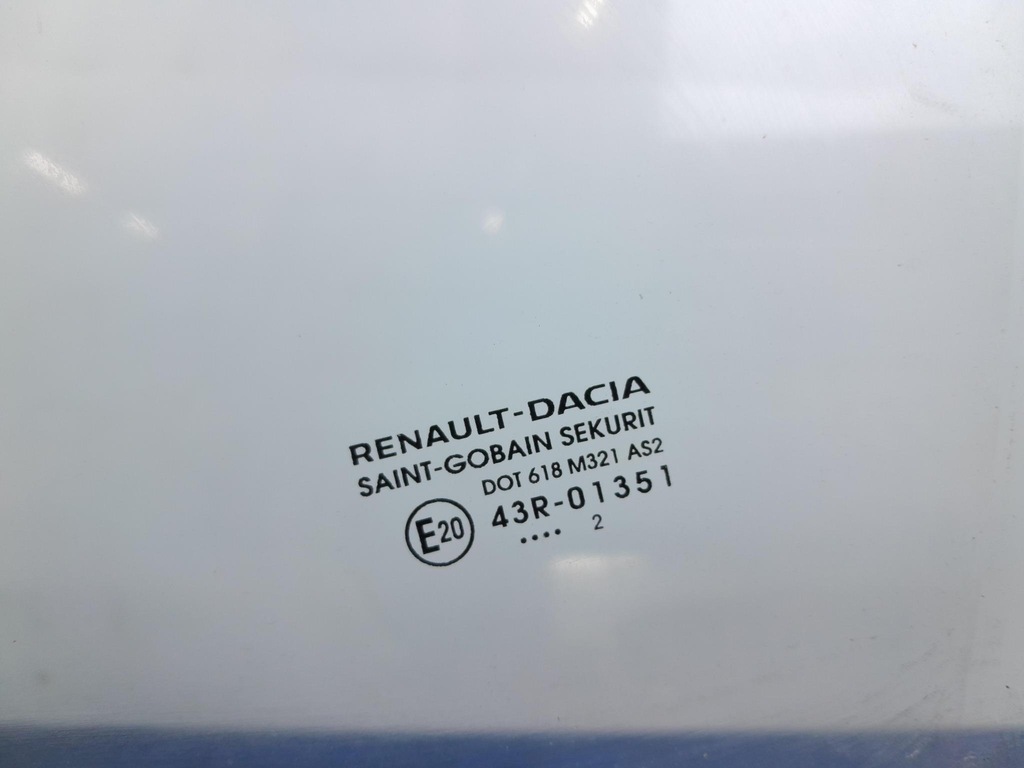 RENAULT-DACIA
SAINT-GOBAIN SEKURIT
DOT 618 M321 AS2
E20 43R-01351
.... 2